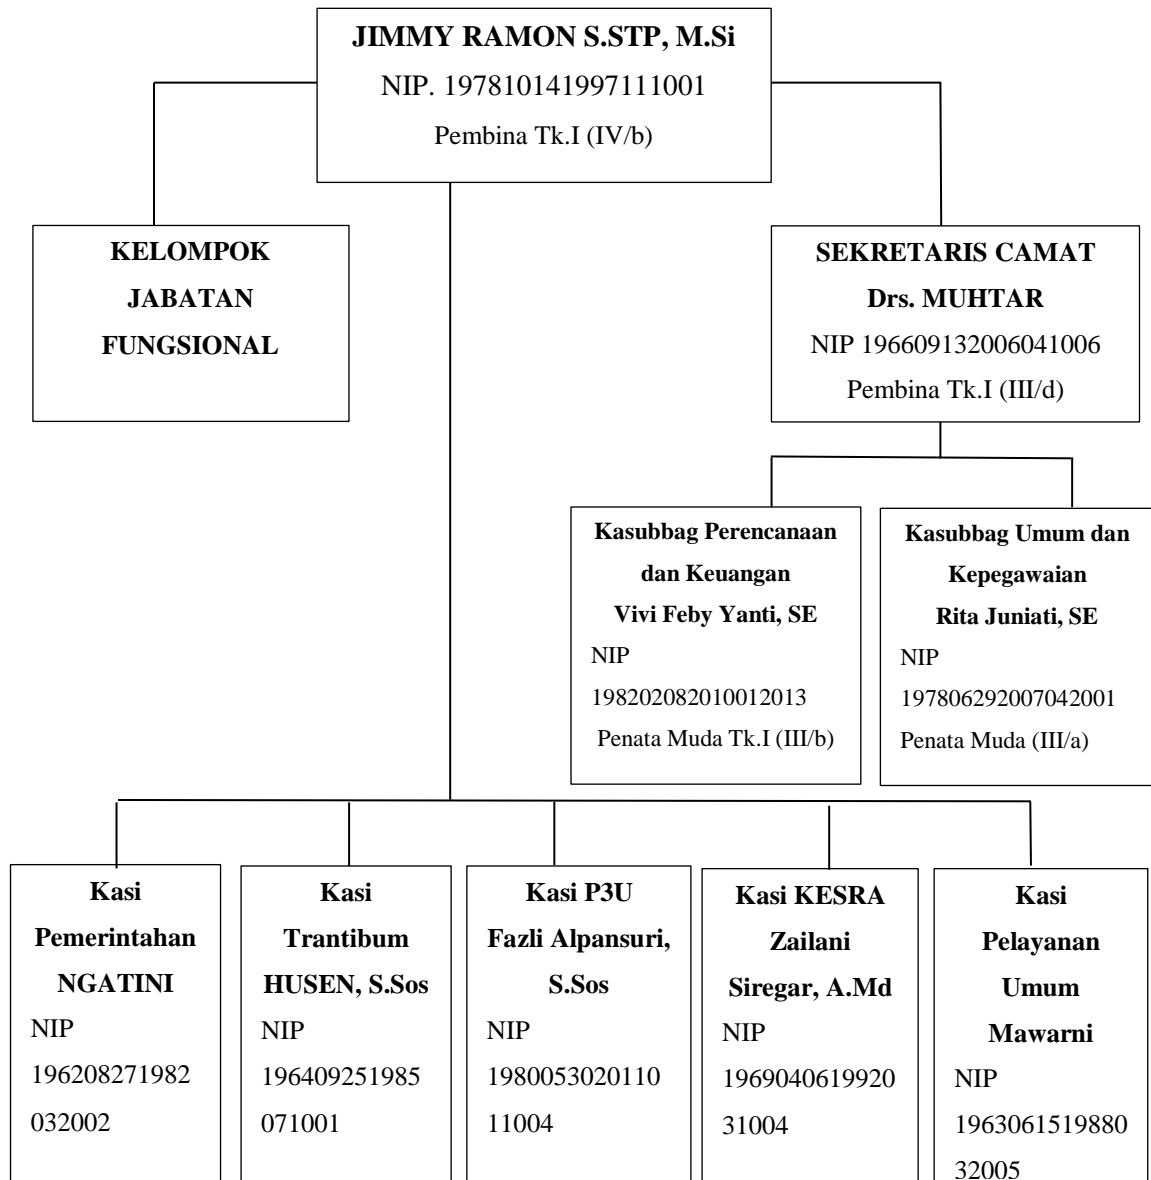 JIMMY RAMON S.STP, M.Si
NIP. 197810141997111001
Pembina Tk.I (IV/b)
KELOMPOK
JABATAN
FUNGSIONAL
SEKRETARIS CAMAT
Drs. MUHTAR
NIP 196609132006041006
Pembina Tk.I (III/d)
Kasubbag Perencanaan
dan Keuangan
Vivi Feby Yanti, SE
NIP
198202082010012013
Penata Muda Tk.I (III/b)
Kasubbag Umum dan
Kepegawaian
Rita Juniati, SE
NIP
197806292007042001
Penata Muda (III/a)
Kasi
Pemerintahan
NGATINI
NIP
196208271982
032002
Kasi
Trantibum
HUSEN, S.Sos
NIP
196409251985
071001
Kasi P3U
Fazli Alpansuri,
S.Sos
NIP
1980053020110
11004
Kasi KESRA
Zailani
Siregar, A.Md
NIP
1969040619920
31004
Kasi
Pelayanan
Umum
Mawarni
NIP
1963061519880
32005